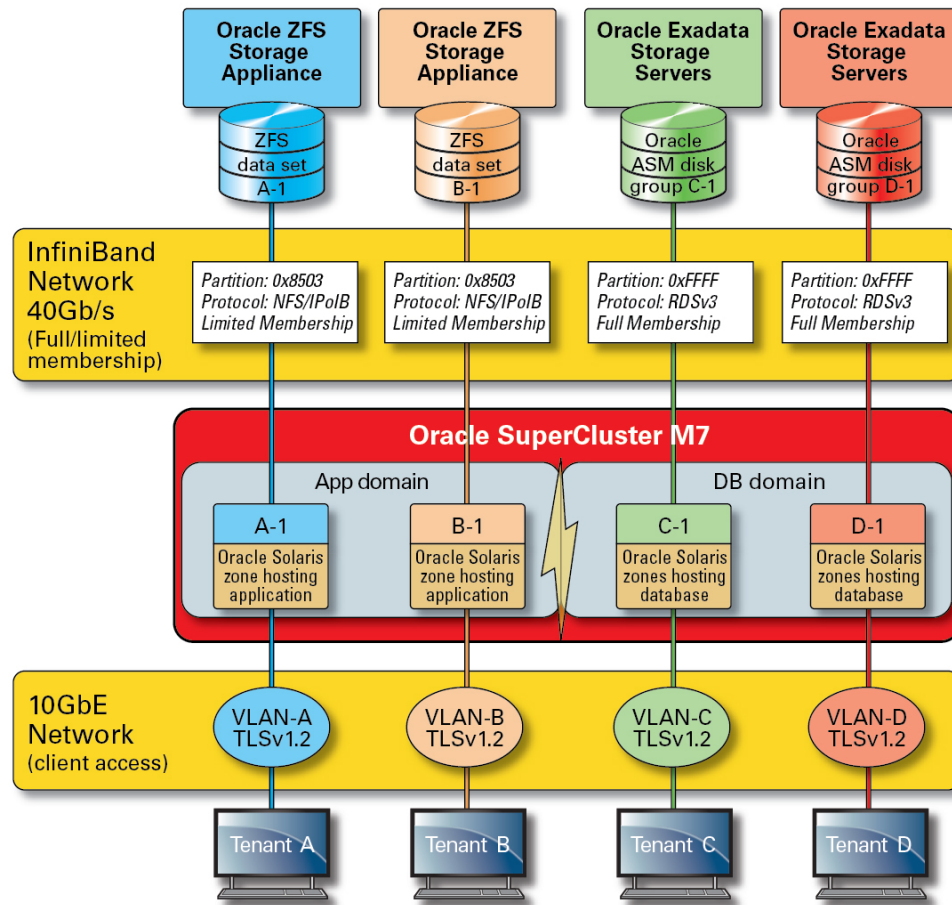 Oracle ZFS
Storage
Appliance
Oracle ZFS
Storage
Appliance
Oracle Exadata
Storage
Servers
Oracle Exadata
Storage
Servers
ZFS
data set
A-1
ZFS
data set
B-1
Oracle
ASM disk
group C-1
Oracle
ASM disk
group D-1
InfiniBand
Network
40Gb/s
(Full/limited
membership)
Partition: 0x8503
Protocol: NFS/IPoIB
Limited Membership
Partition: 0x8503
Protocol: NFS/IPoIB
Limited Membership
Partition: 0xFFFF
Protocol: RDSv3
Full Membership
Partition: 0xFFFF
Protocol: RDSv3
Full Membership
Oracle SuperCluster M7
App domain
DB domain
A-1
Oracle Solaris
zone hosting
application
B-1
Oracle Solaris
zone hosting
application
C-1
Oracle Solaris
zones hosting
database
D-1
Oracle Solaris
zones hosting
database
10GbE
Network
(client access)
VLAN-A
TLSv1.2
VLAN-B
TLSv1.2
VLAN-C
TLSv1.2
VLAN-D
TLSv1.2
Tenant A
Tenant B
Tenant C
Tenant D